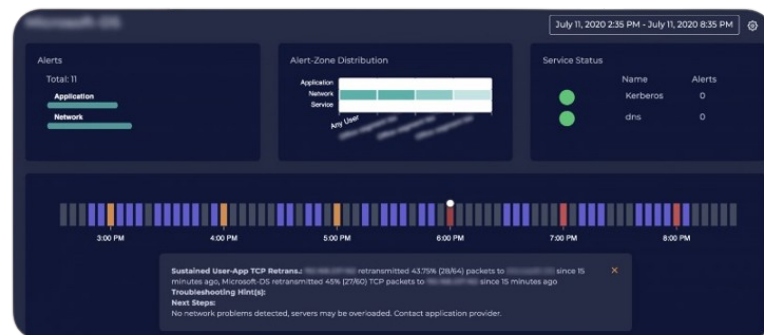 Microsoft-DS
July 11, 2020 2:35 PM - July 11, 2020 8:35 PM
Alerts
Total: 11
Application
Network
Alert-Zone Distribution
Application
Network
Service
Any User
Service Status
Name Alerts
Kerberos 0
dns 0
3:00 PM 4:00 PM 5:00 PM 6:00 PM 7:00 PM 8:00 PM
Sustained User-App TCP Retrans.: retransmitted 43.75% (28/64) packets to since 15
minutes ago, Microsoft-DS retransmitted 45% (27/60) TCP packets to since 15 minutes ago
Troubleshooting Hint(s):
Next Steps:
No network problems detected, servers may be overloaded. Contact application provider.